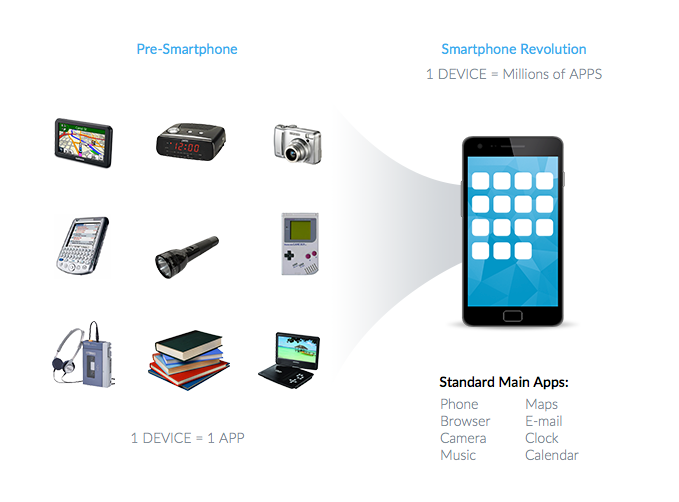 Pre-Smartphone
Smartphone Revolution
1 DEVICE = Millions of APPS
12:00
1 DEVICE = 1 APP
Standard Main Apps:
Phone
Browser
Camera
Music
Maps
E-mail
Clock
Calendar